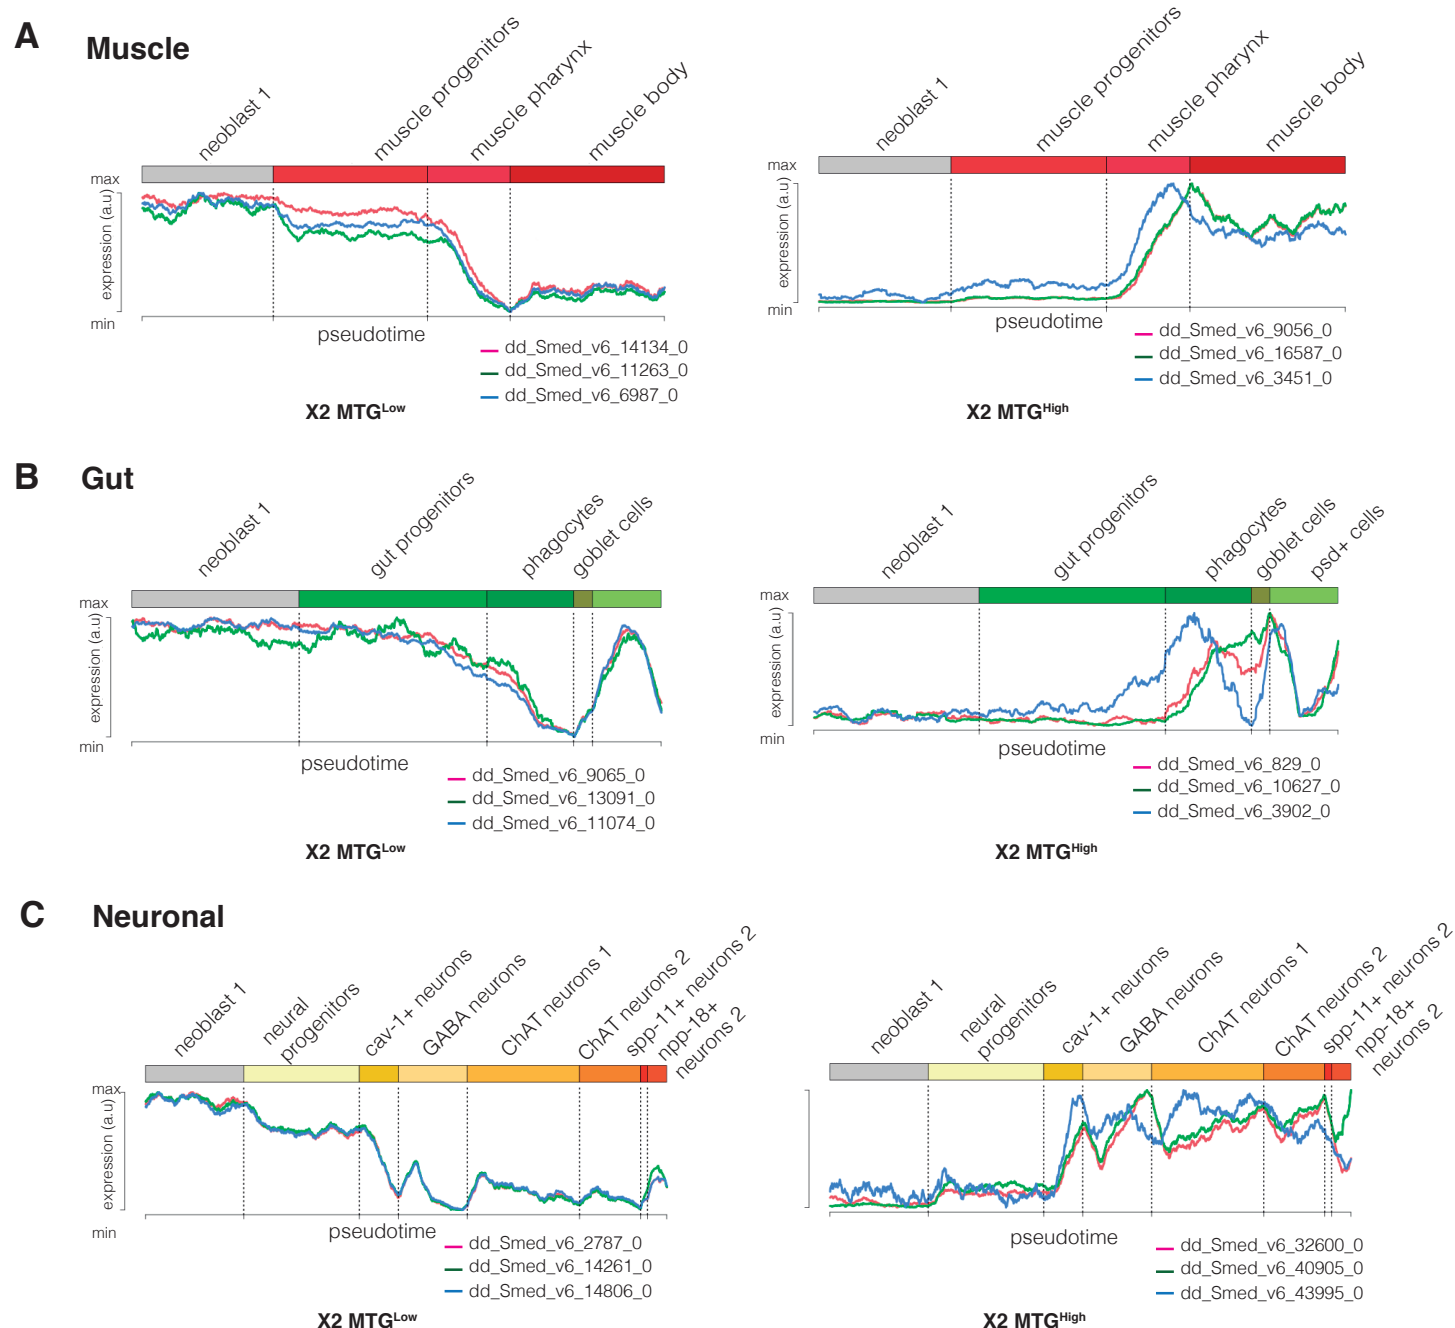 A
Muscle
neoblast 1
muscle progenitors
muscle pharynx
muscle body
max
expression (a.u)
min
pseudotime
dd_Smed_v6_14134_0
dd_Smed_v6_11263_0
dd_Smed_v6_6987_0
X2 MTGLow
neoblast 1
muscle progenitors
muscle pharynx
muscle body
max
expression (a.u)
min
pseudotime
dd_Smed_v6_9056_0
dd_Smed_v6_16587_0
dd_Smed_v6_3451_0
X2 MTGHigh
B
Gut
neoblast 1
gut progenitors
phagocytes
goblet cells
max
expression (a.u)
min
pseudotime
dd_Smed_v6_9065_0
dd_Smed_v6_13091_0
dd_Smed_v6_11074_0
X2 MTGLow
neoblast 1
gut progenitors
phagocytes
goblet cells
psd+ cells
max
expression (a.u)
min
pseudotime
dd_Smed_v6_829_0
dd_Smed_v6_10627_0
dd_Smed_v6_3902_0
X2 MTGHigh
C
Neuronal
neoblast 1
neural
progenitors
cav-1+ neurons
GABA neurons
ChAT neurons 1
ChAT neurons 2
spp-11+ neurons 2
npp-18+
neurons 2
max
expression (a.u)
min
pseudotime
dd_Smed_v6_2787_0
dd_Smed_v6_14261_0
dd_Smed_v6_14806_0
X2 MTGLow
neoblast 1
neural
progenitors
cav-1+ neurons
GABA neurons
ChAT neurons 1
ChAT neurons 2
spp-11+ neurons 2
npp-18+
neurons 2
pseudotime
dd_Smed_v6_32600_0
dd_Smed_v6_40905_0
dd_Smed_v6_43995_0
X2 MTGHigh